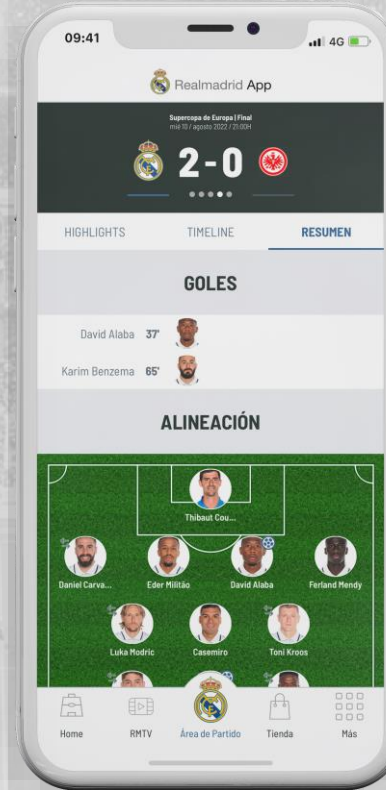 09:41
4G
Realmadrid App
Supercopa de Europa | Final
mié 10 / agosto 2022 / 21:00H
2-0
HIGHLIGHTS TIMELINE RESUMEN
GOLES
David Alaba 37'
Karim Benzema 65'
ALINEACIÓN
Thibaut Cou...
Daniel Carva... Eder Militão David Alaba Ferland Mendy
Luka Modric Casemiro Toni Kroos
Home RMTV Área de Partido Tienda Más